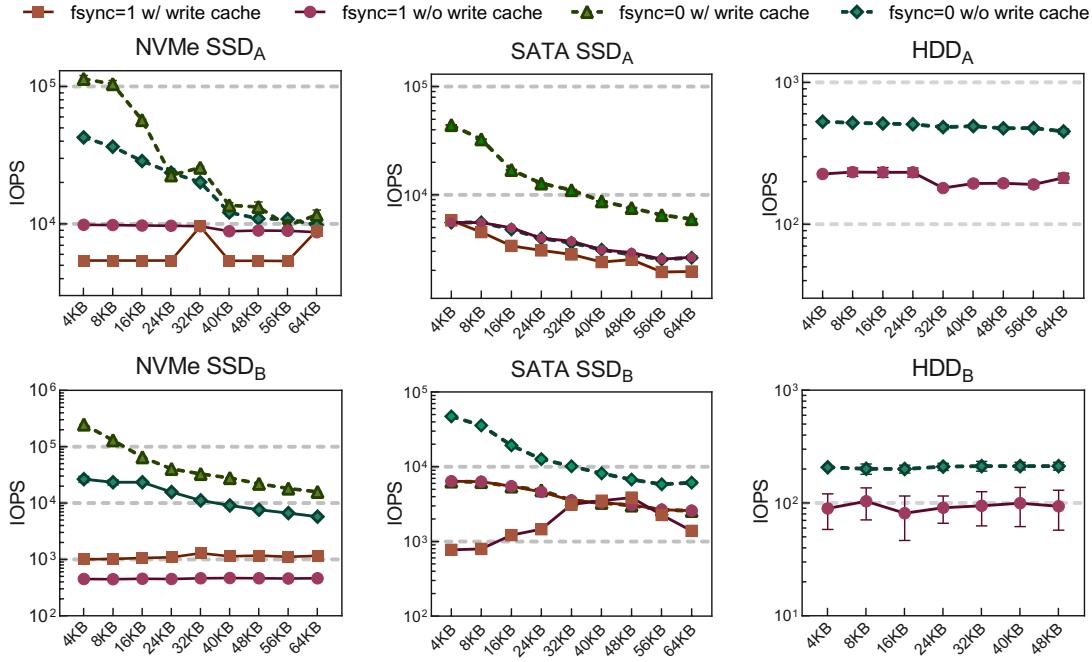 fsync=1 w/ write cache fsync=1 w/o write cache fsync=0 w/ write cache fsync=0 w/o write cache
NVMe SSD_A SATA SSD_A HDD_A
IOPS 10^5 10^4
4KB 8KB 16KB 24KB 32KB 40KB 48KB 56KB 64KB
IOPS 10^5 10^4
4KB 8KB 16KB 24KB 32KB 40KB 48KB 56KB 64KB
IOPS 10^3 10^2
4KB 8KB 16KB 24KB 32KB 40KB 48KB 56KB 64KB
NVMe SSD_B SATA SSD_B HDD_B
IOPS 10^6 10^5 10^4 10^3 10^2
4KB 8KB 16KB 24KB 32KB 40KB 48KB 56KB 64KB
IOPS 10^5 10^4 10^3 10^2
4KB 8KB 16KB 24KB 32KB 40KB 48KB 56KB 64KB
IOPS 10^3 10^2 10^1
4KB 8KB 16KB 24KB 32KB 40KB 48KB